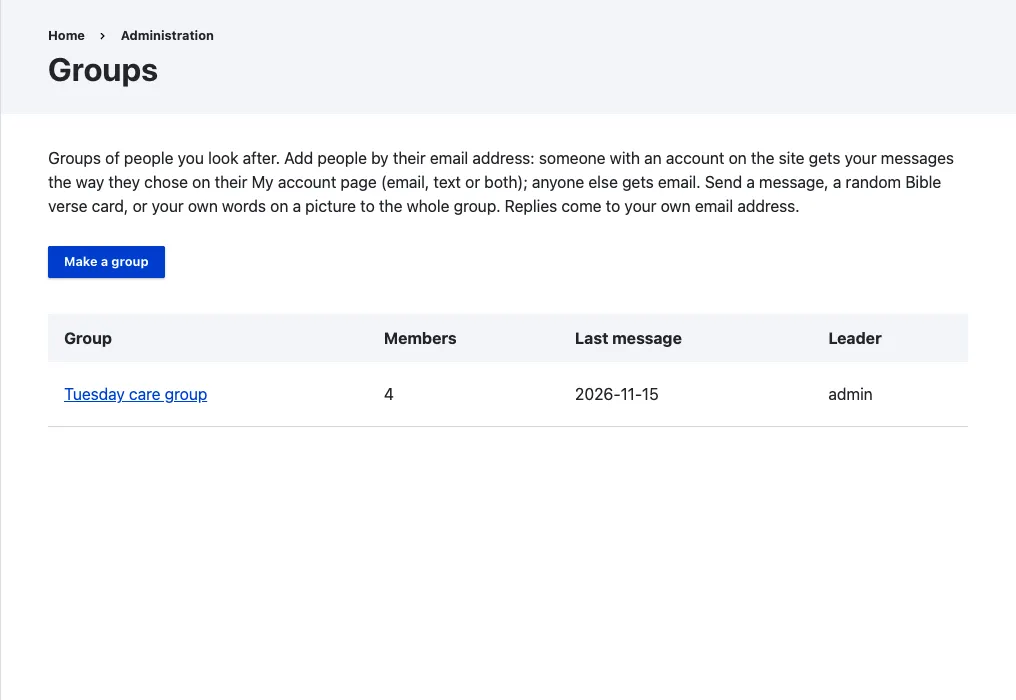 Home › Administration
Groups
Groups of people you look after. Add people by their email address: someone with an account on the site gets your messages
the way they chose on their My account page (email, text or both); anyone else gets email. Send a message, a random Bible
verse card, or your own words on a picture to the whole group. Replies come to your own email address.
Make a group
Group Members Last message Leader
Tuesday care group 4 2026-11-15 admin